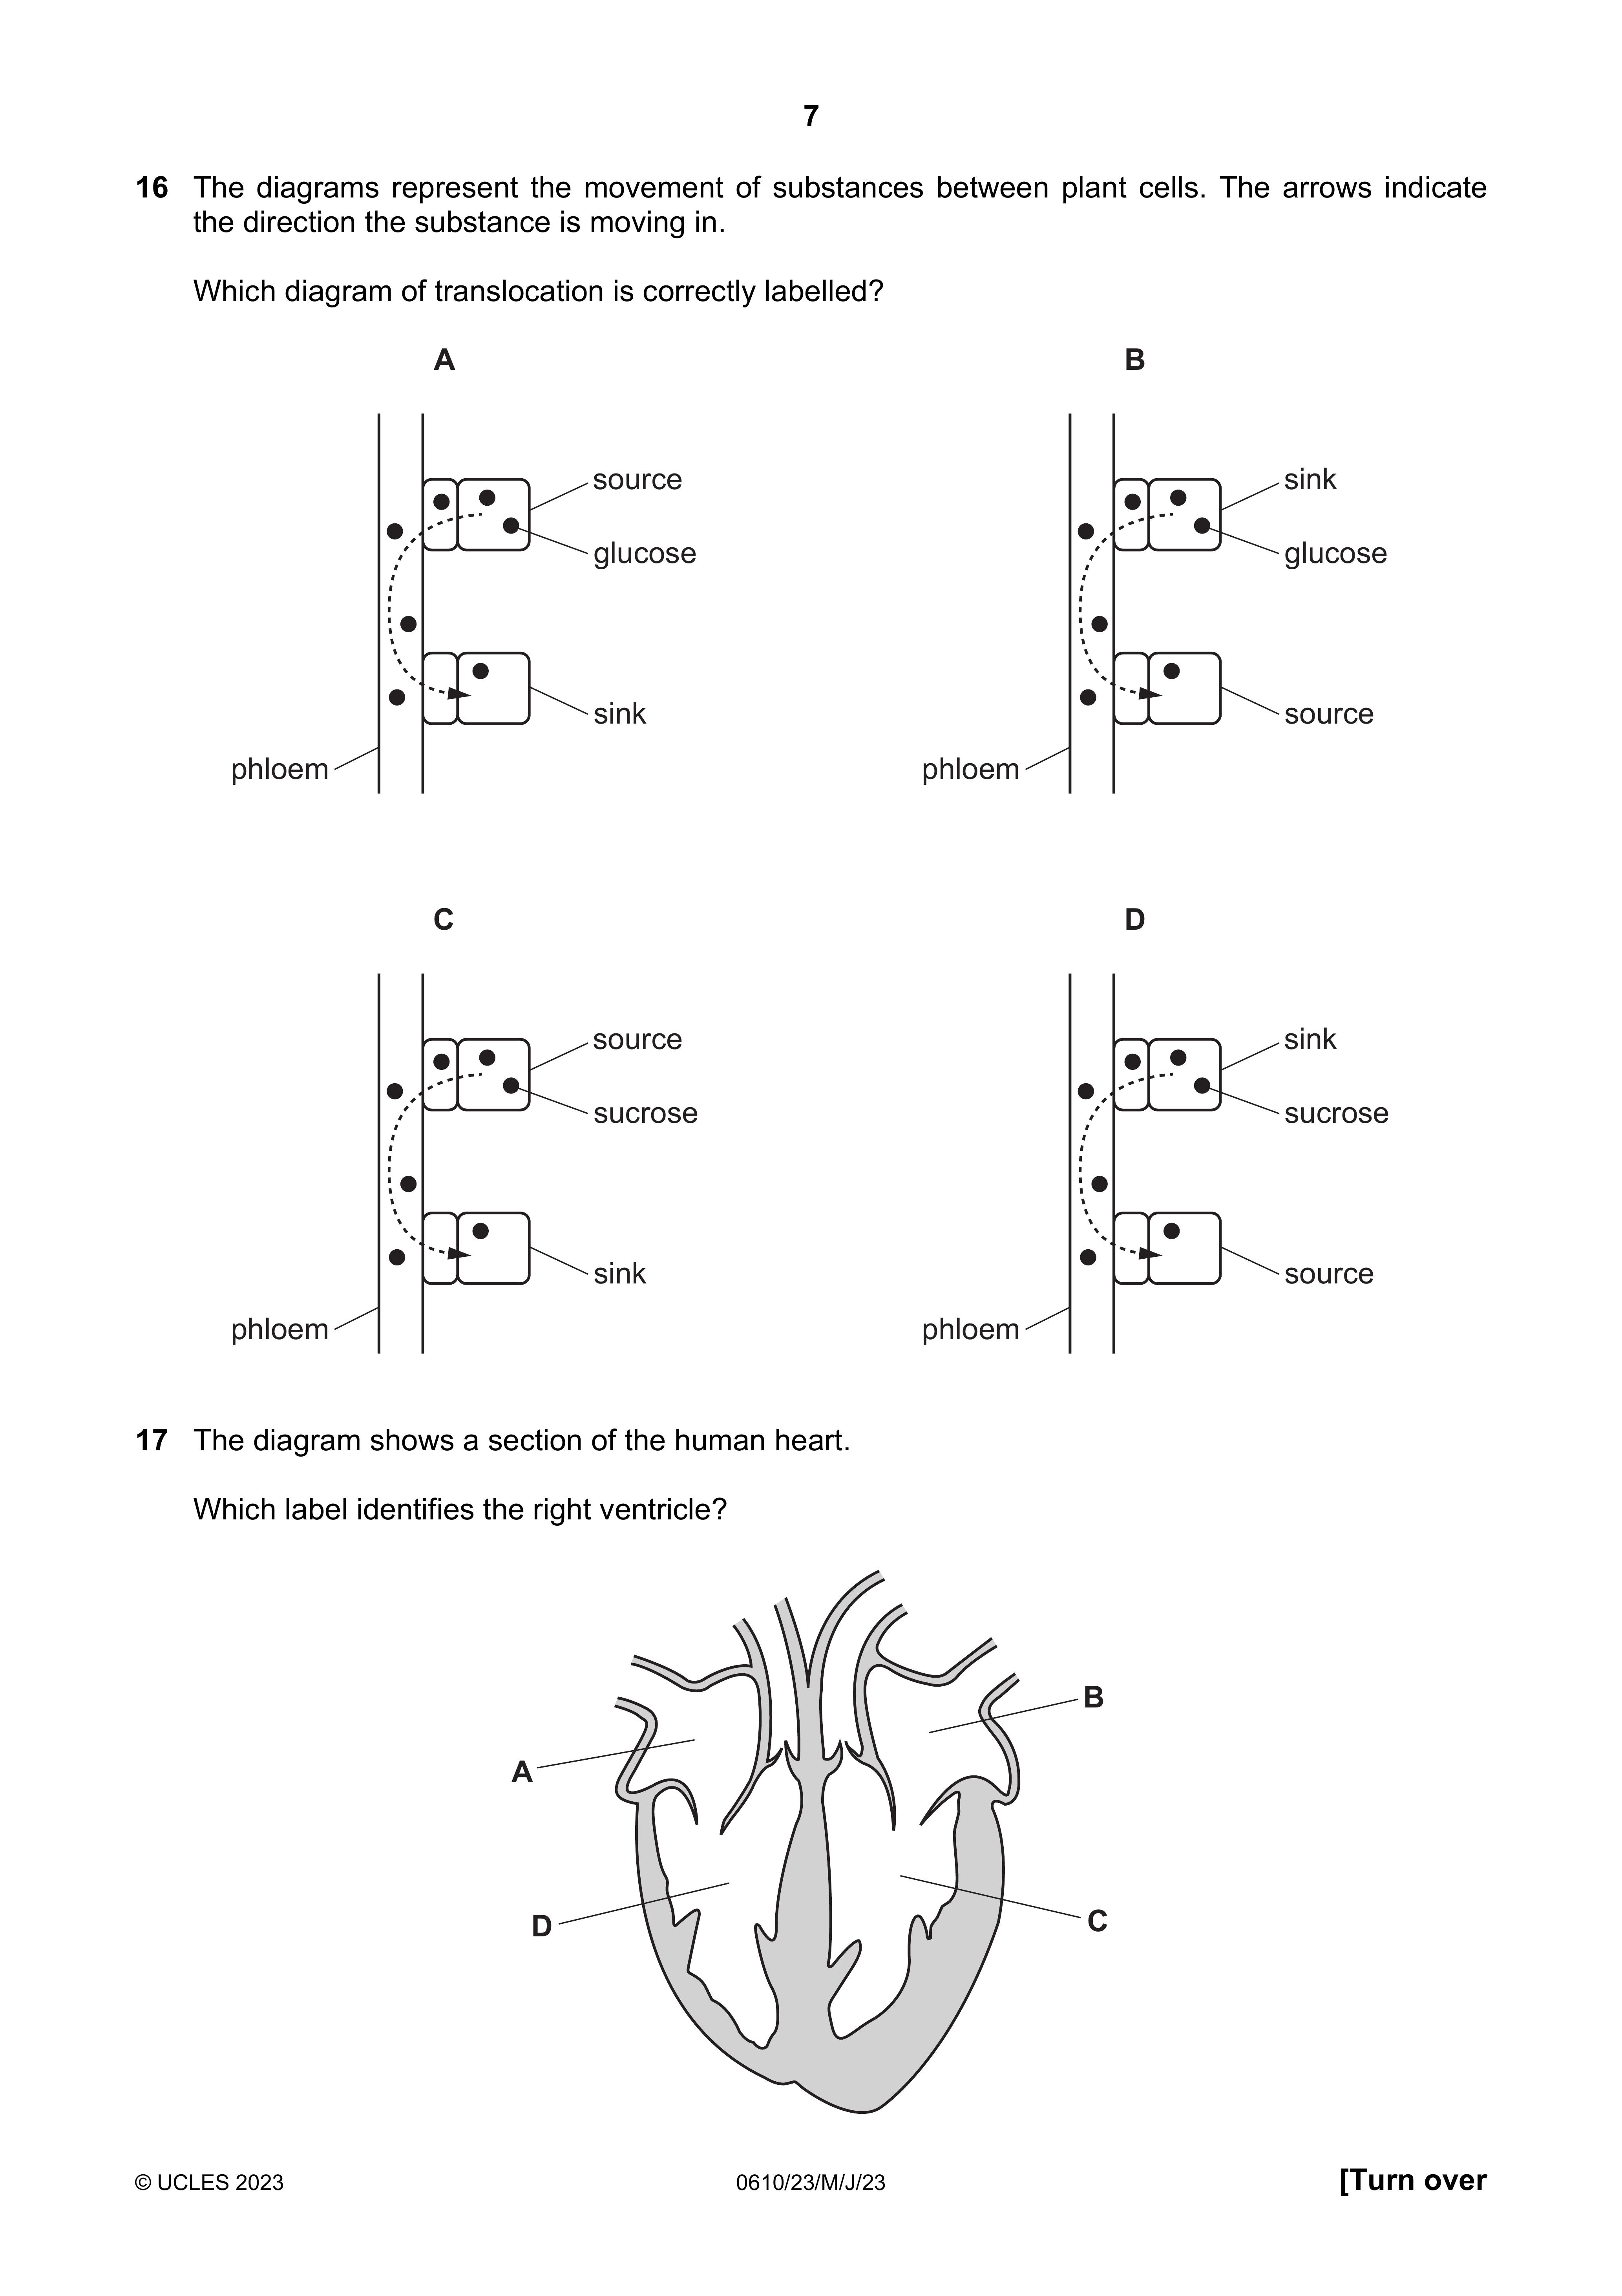 7
16 The diagrams represent the movement of substances between plant cells. The arrows indicate
the direction the substance is moving in.
Which diagram of translocation is correctly labelled?
A
source
glucose
sink
phloem
B
sink
glucose
source
phloem
C
source
sucrose
sink
phloem
D
sink
sucrose
source
phloem
17 The diagram shows a section of the human heart.
Which label identifies the right ventricle?
B
A
D
C
© UCLES 2023
0610/23/M/J/23
[Turn over